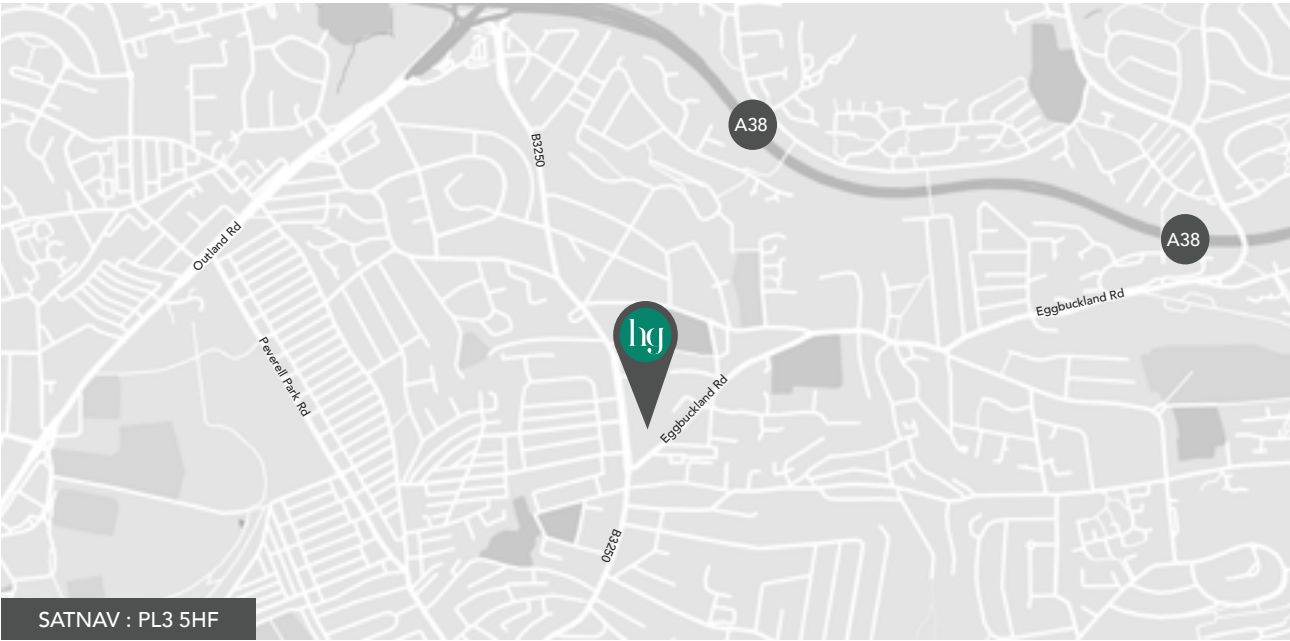 A38
B3250
Outland Rd
A38
Eggbuckland Rd
hg
Peverell Park Rd
Eggbuckland Rd
B3250
SATNAV : PL3 5HF